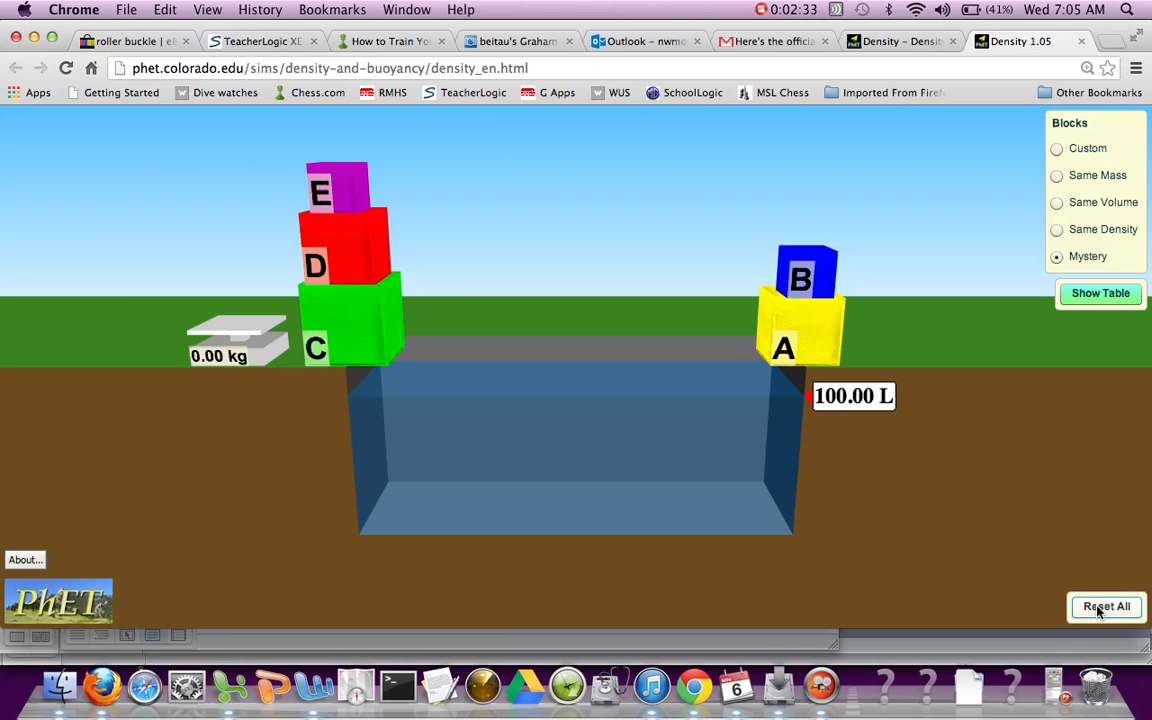 Chrome File Edit View History Bookmarks Window Help 0:02:33 (41%) Wed 7:05 AM
roller buckle | eB TeacherLogic XE How to Train Yo beitau's Graham Outlook – nwm Gmail Here's the officia Density – Densit Density 1.05
phet.colorado.edu/sims/density-and-buoyancy/density_en.html
Apps Getting Started Dive watches Chess.com RMHS TeacherLogic G Apps WUS SchoolLogic MSL Chess Imported From Firef Other Bookmarks
Blocks
Custom
Same Mass
Same Volume
Same Density
Mystery
Show Table
E
D
C
B
A
0.00 kg
100.00 L
About...
PhET
Reset All
6